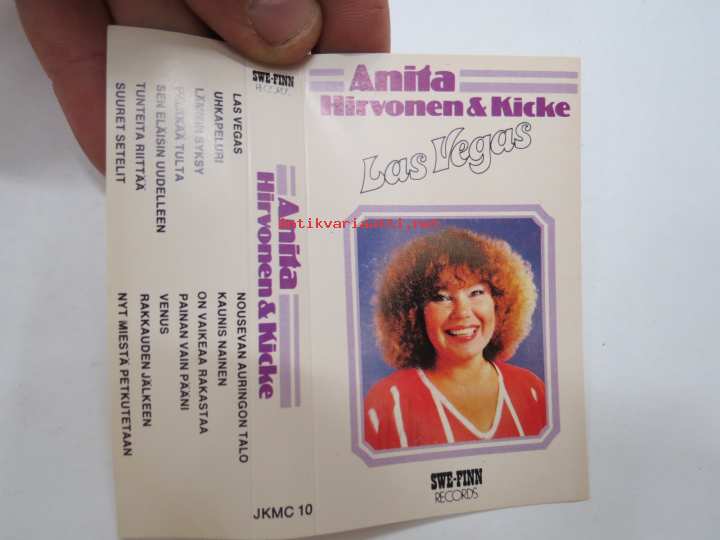 SWE-FINN
RECORDS
LAS VEGAS
UHKAPELURI
LÄMMIN SYKSY
TULTA
SEN ELÄISIN UUDELLEEN
TUNTEITA RIITTÄÄ
SUURET SETELIT
NOUSEVAN AURINGON TALO
KAUNIS NAINEN
ON VAIKEAA RAKASTAA
PAINAN VAIN PÄÄNI
VENUS
RAKKAUDEN JÄLKEEN
NYT MIESTÄ PETKUTETAAN
Anita
Hirvonen & Kicke
JKMC 10
Anita
Hirvonen & Kicke
Las Vegas
antikvariaatti.net
SWE-FINN
RECORDS